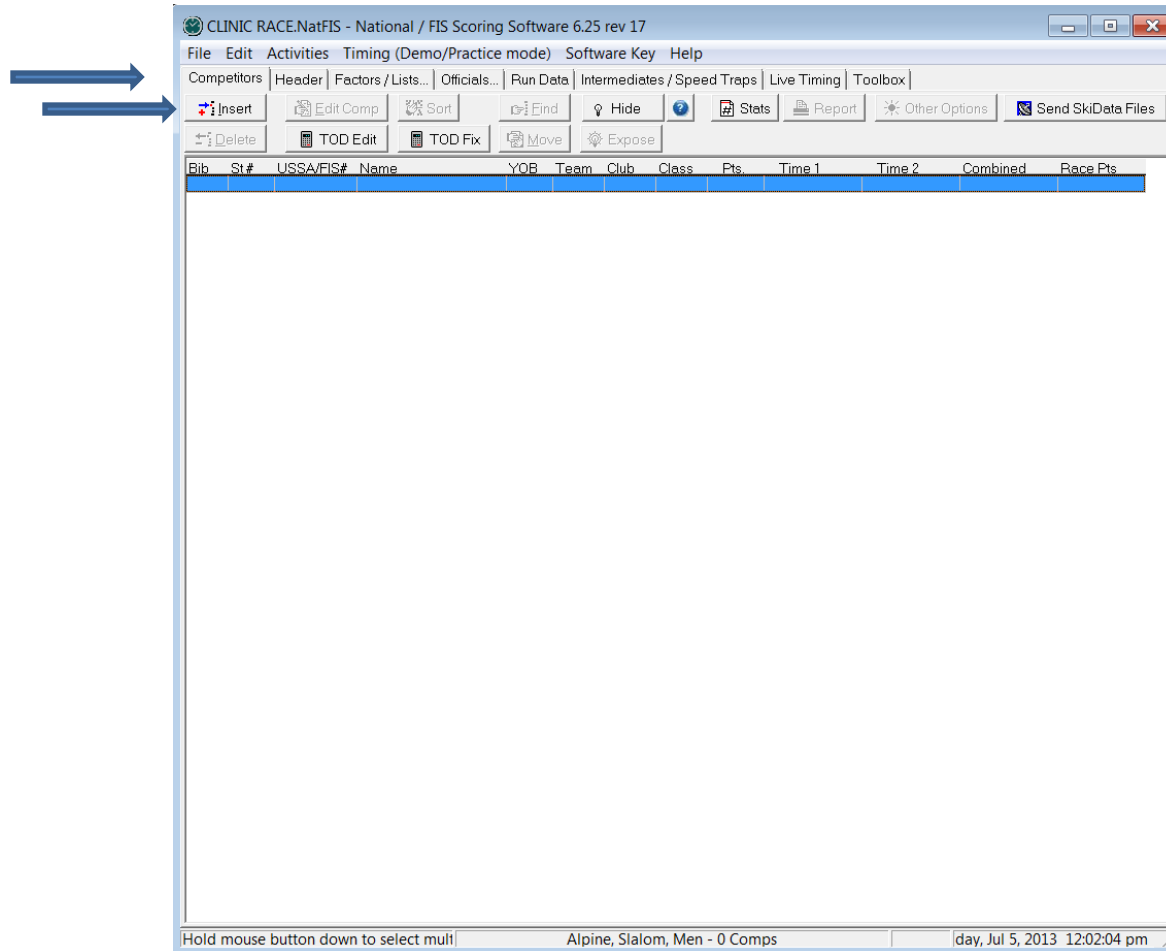 CLINIC RACE.NatFIS - National / FIS Scoring Software 6.25 rev 17
File Edit Activities Timing (Demo/Practice mode) Software Key Help
Competitors Header Factors / Lists... Officials... Run Data Intermediates / Speed Traps Live Timing Toolbox
Insert Edit Comp Sort Find Hide ? # Stats Report Other Options Send SkiData Files
Delete TOD Edit TOD Fix Move Expose
Bib St# USSA/FIS# Name YOB Team Club Class Pts. Time 1 Time 2 Combined Race Pts
Hold mouse button down to select mult Alpine, Slalom, Men - 0 Comps day, Jul 5, 2013 12:02:04 pm